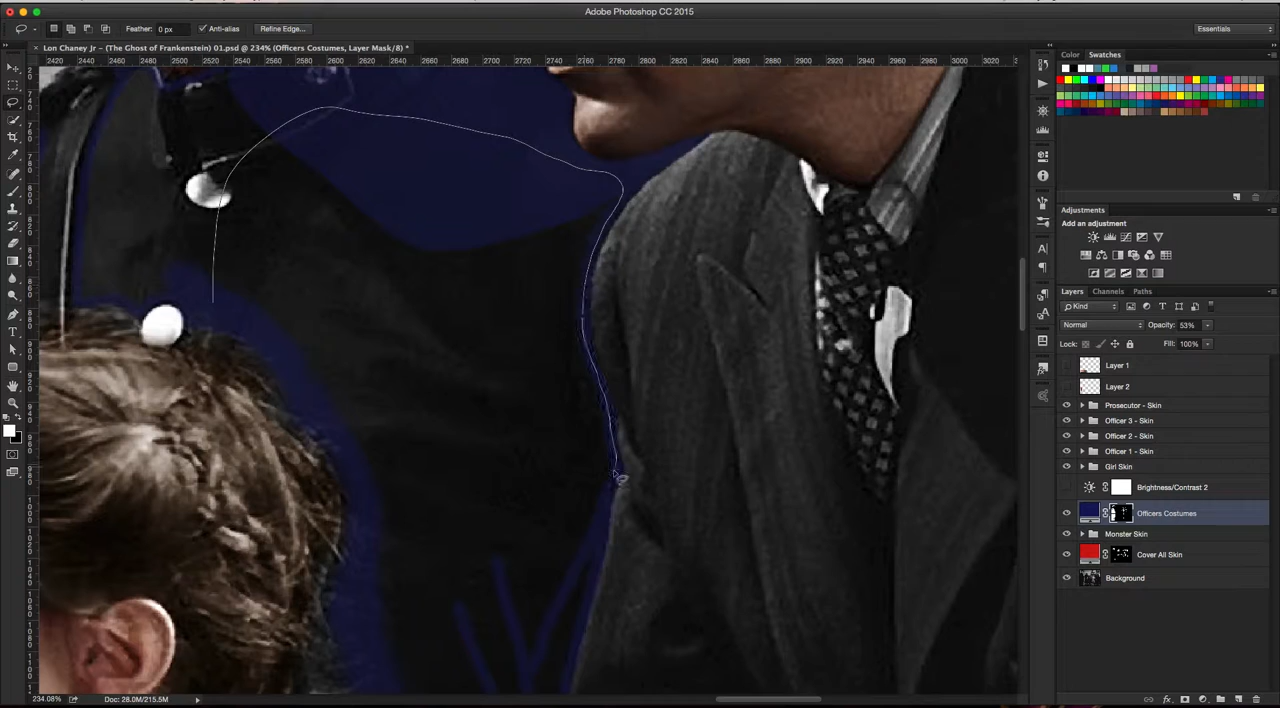 Adobe Photoshop CC 2015
Feather: 0 px Anti-alias Refine Edge... Essentials
× Lon Chaney Jr - (The Ghost of Frankenstein) 01.psd @ 234% (Officers Costumes, Layer Mask/8) *
2420 2440 2460 2480 2500 2520 2540 2560 2580 2600 2620 2640 2660 2680 2700 2720 2740 2760 2780 2800 2820 2840 2860 2880 2900 2920 2940 2960 2980 3000 3020
Color Swatches
Adjustments
Add an adjustment
Layers Channels Paths
Kind
Normal Opacity: 53%
Lock: Fill: 100%
Layer 1
Layer 2
Prosecutor - Skin
Officer 3 - Skin
Officer 2 - Skin
Officer 1 - Skin
Girl Skin
Brightness/Contrast 2
Officers Costumes
Monster Skin
Cover All Skin
Background
234.08% Doc: 28.0M/215.5M